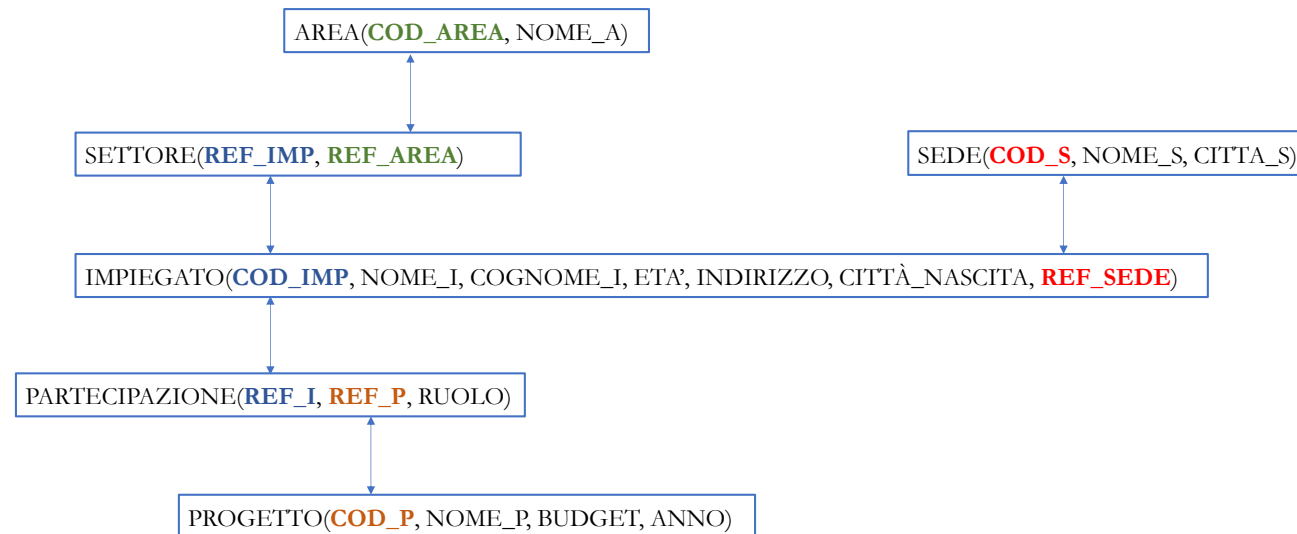 AREA(COD_AREA, NOME_A)
SETTORE(REF_IMP, REF_AREA)
SEDE(COD_S, NOME_S, CITTA_S)
IMPIEGATO(COD_IMP, NOME_I, COGNOME_I, ETA’, INDIRIZZO, CITTÀ_NASCITA, REF_SEDE)
PARTECIPAZIONE(REF_I, REF_P, RUOLO)
PROGETTO(COD_P, NOME_P, BUDGET, ANNO)